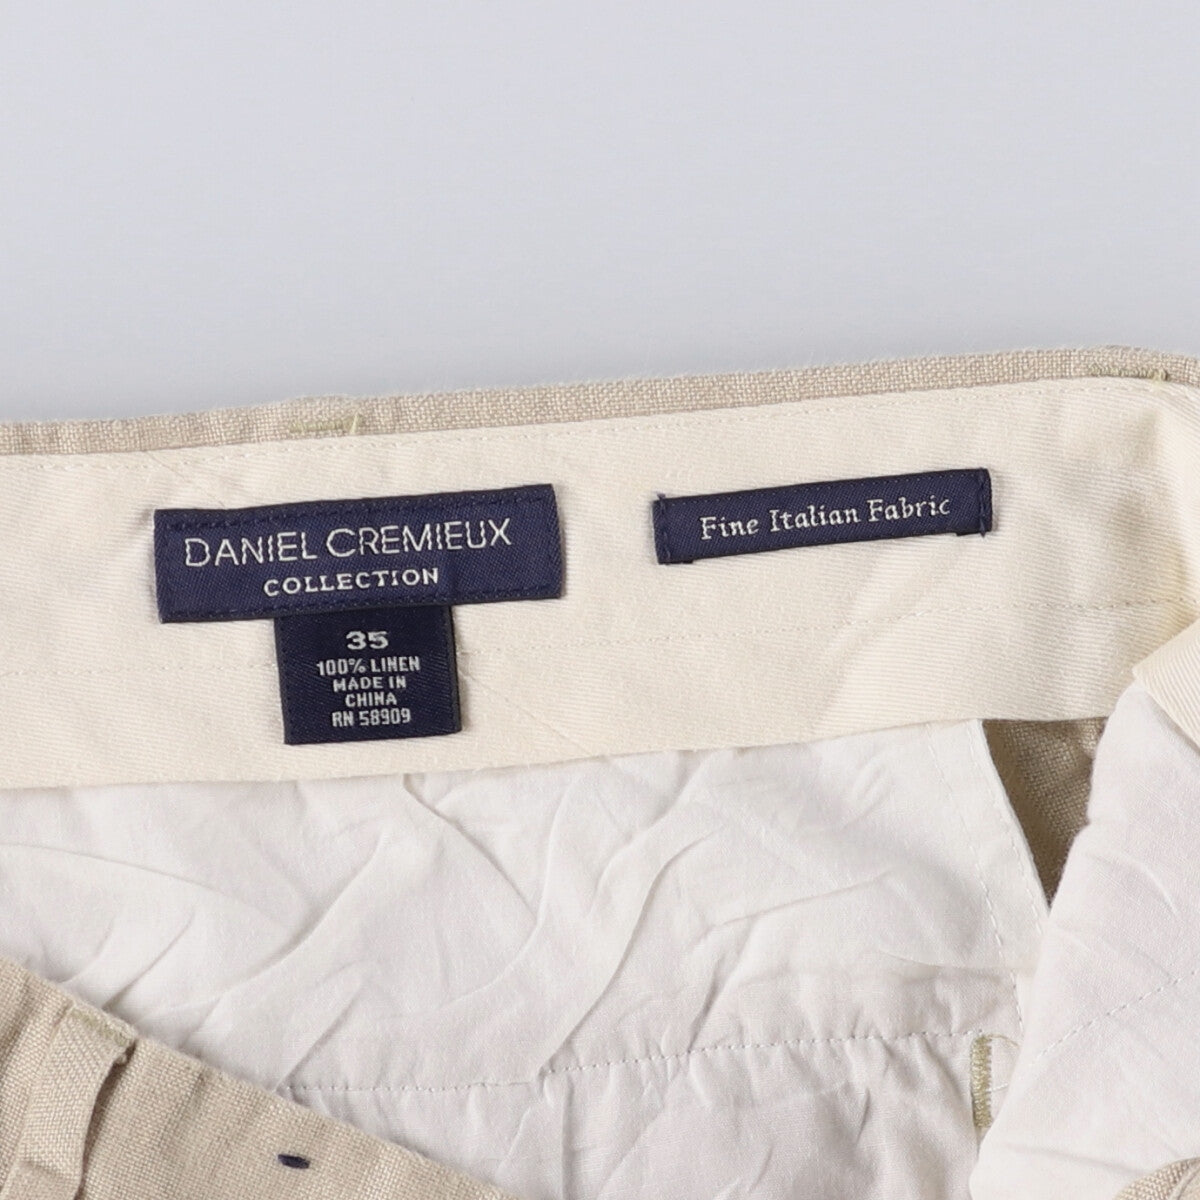 DANIEL CREMIEUX
COLLECTION
35
100% LINEN
MADE IN
CHINA
RN 58909
Fine Italian Fabric